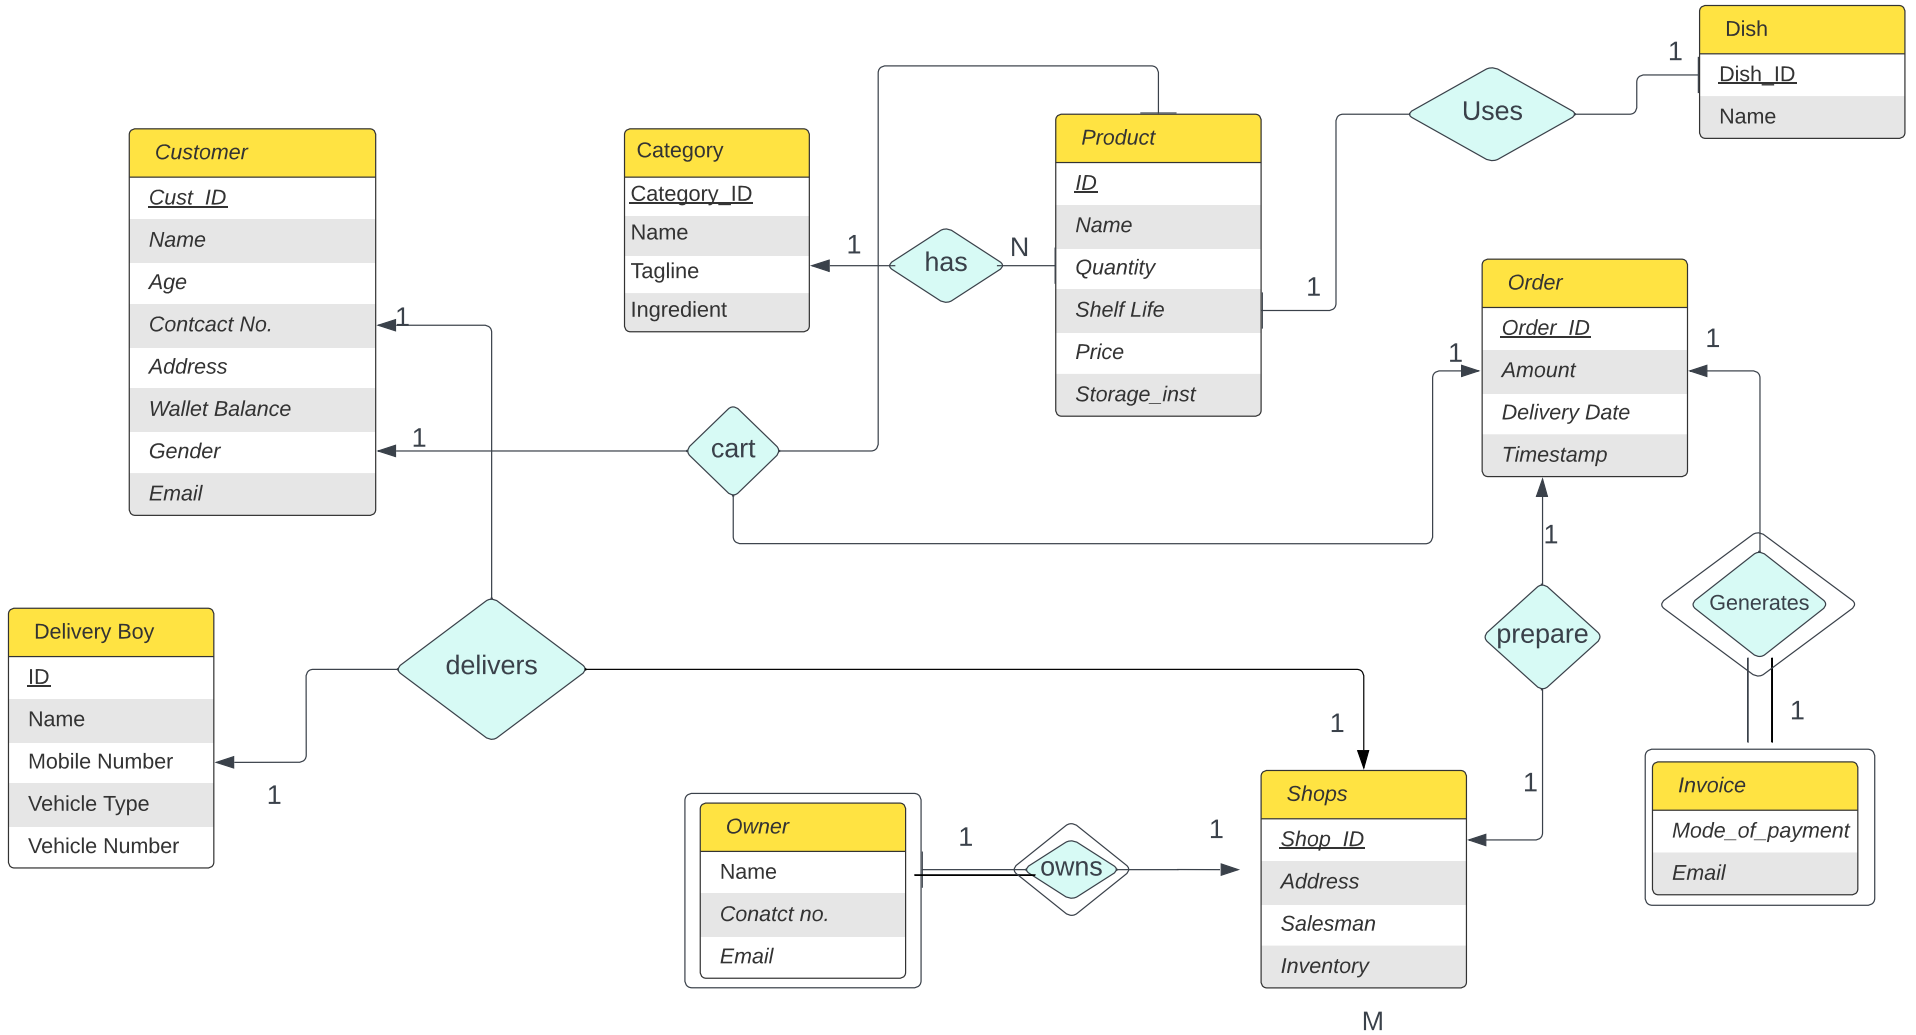 Dish
Dish_ID
Name
1
Uses
1
Product
ID
Name
Quantity
Shelf Life
Price
Storage_inst
Customer
Cust_ID
Name
Age
Contcact No.
Address
Wallet Balance
Gender
Email
Category
Category_ID
Name
Tagline
Ingredient
1
has
N
1
1
cart
Order
Order_ID
Amount
Delivery Date
Timestamp
1
1
1
prepare
1
Generates
1
Delivery Boy
ID
Name
Mobile Number
Vehicle Type
Vehicle Number
1
delivers
1
Owner
Name
Conatct no.
Email
1
owns
1
Shops
Shop_ID
Address
Salesman
Inventory
M
Invoice
Mode_of_payment
Email